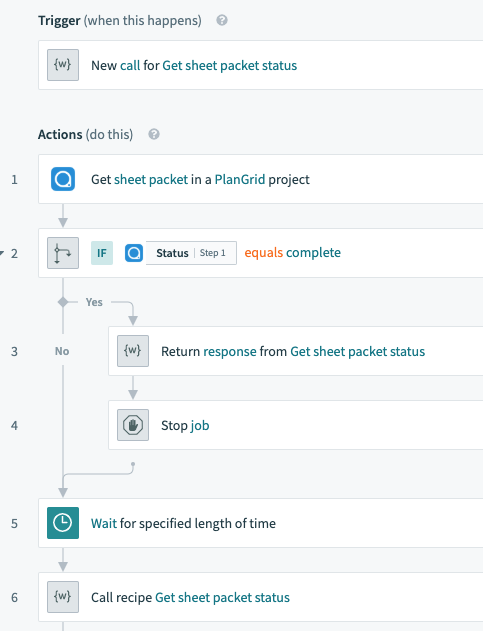 Trigger (when this happens) ?
{w} New call for Get sheet packet status
Actions (do this) ?
1 Get sheet packet in a PlanGrid project
2 IF Status Step 1 equals complete
Yes
3 No {w} Return response from Get sheet packet status
4 Stop job
5 Wait for specified length of time
6 {w} Call recipe Get sheet packet status